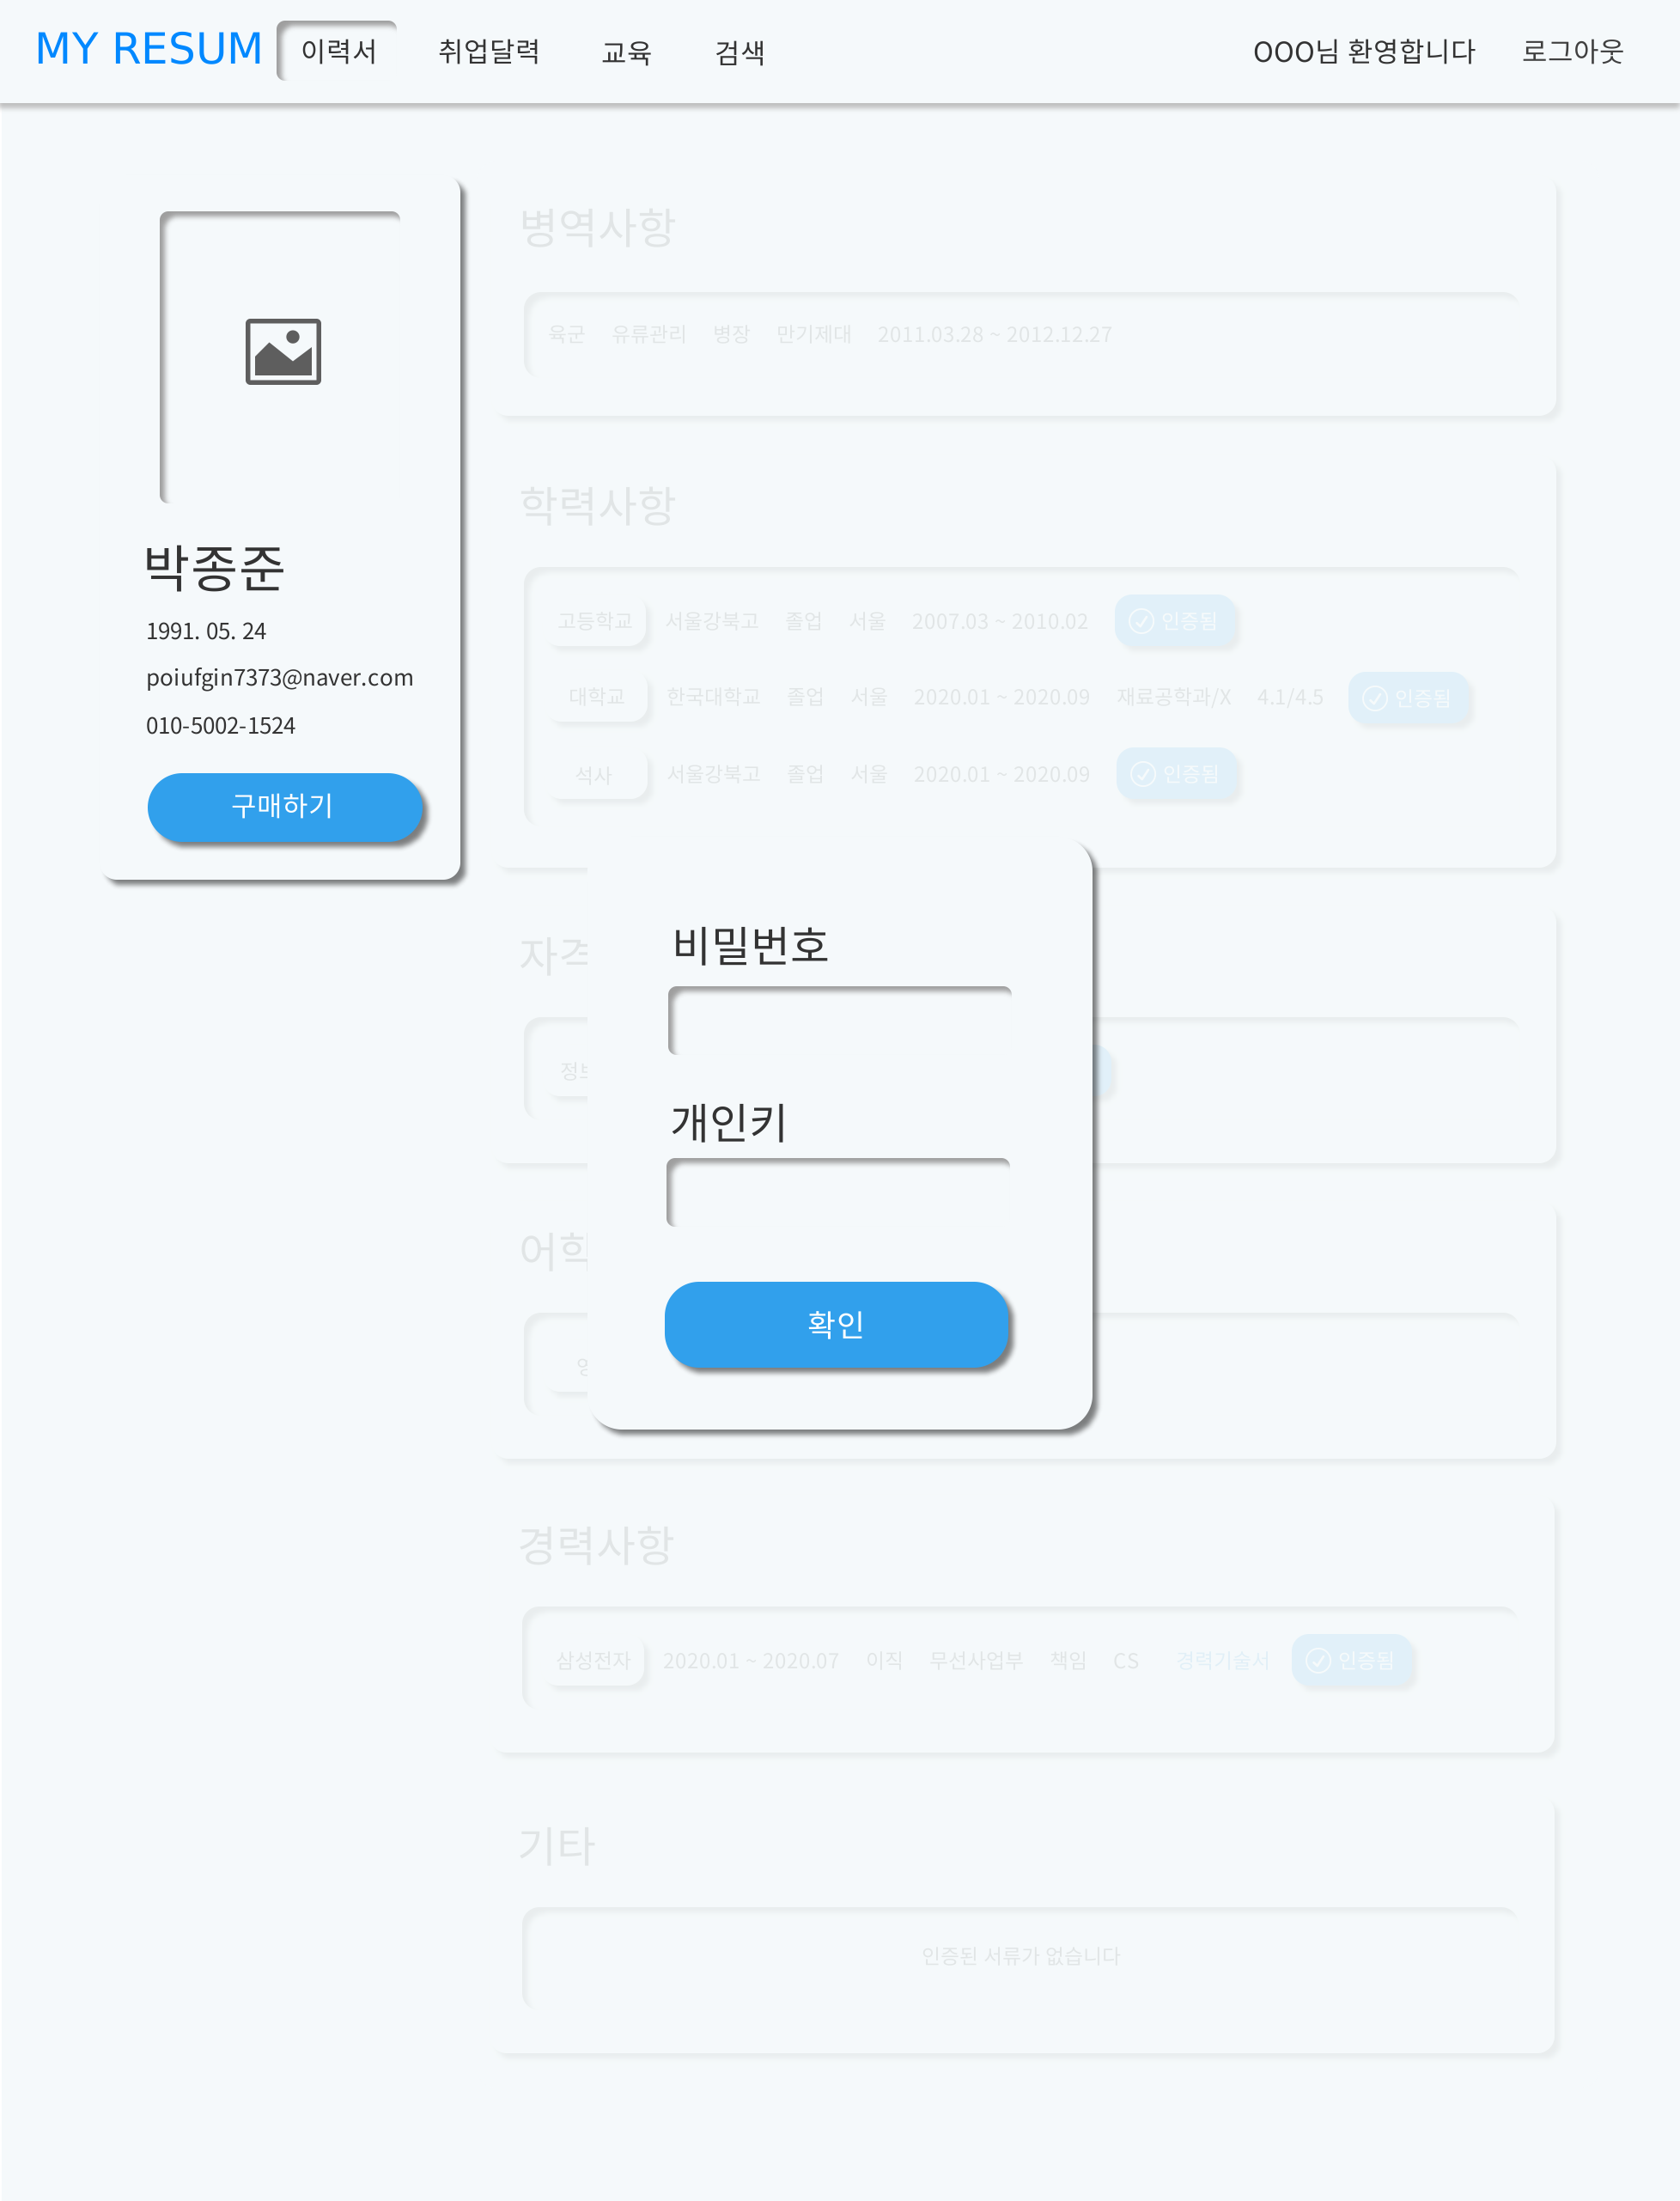 MY RESUM 이력서 취업달력 교육 검색 OOO님 환영합니다 로그아웃
박종준
1991. 05. 24
poiufgin7373@naver.com
010-5002-1524
구매하기
병역사항
육군 유류관리 병장 만기제대 2011.03.28 ~ 2012.12.27
학력사항
고등학교 서울강북고 졸업 서울 2007.03 ~ 2010.02 인증됨
대학교 한국대학교 졸업 서울 2020.01 ~ 2020.09 재료공학과/X 4.1/4.5 인증됨
석사 서울강북고 졸업 서울 2020.01 ~ 2020.09 인증됨
비밀번호
개인키
확인
경력사항
삼성전자 2020.01 ~ 2020.07 이직 무선사업부 책임 CS 경력기술서 인증됨
기타
인증된 서류가 없습니다